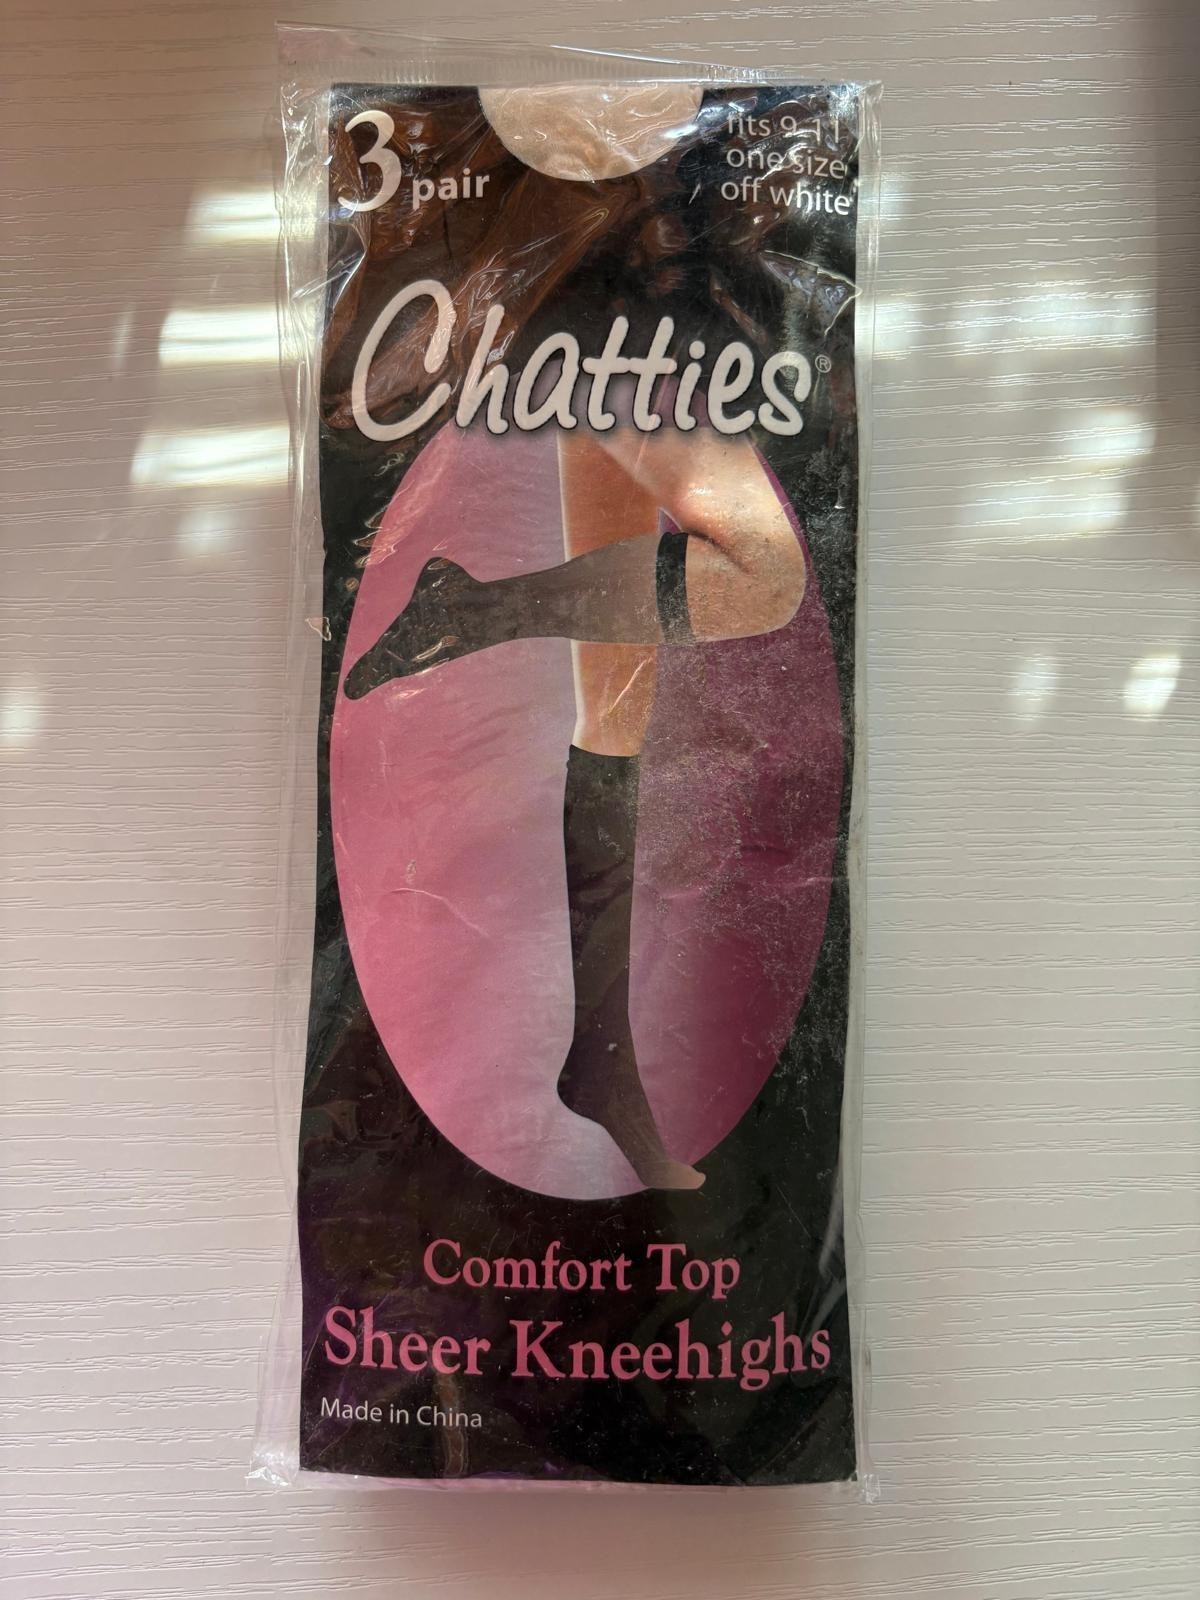 3 pair
fits 9-11
one size
off white
Chatties®
Comfort Top
Sheer Kneehighs
Made in China